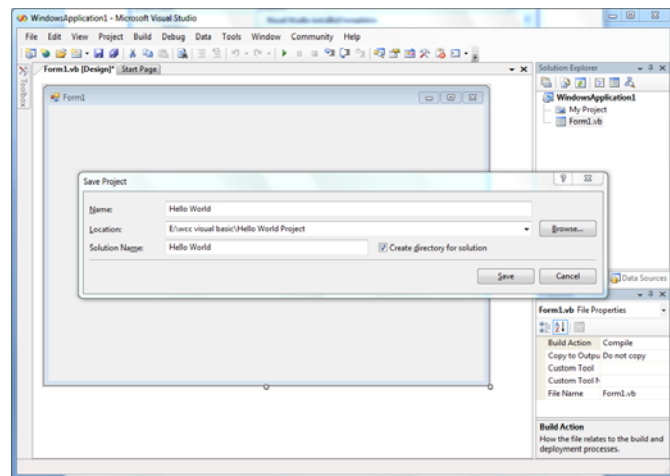 WindowsApplication1 - Microsoft Visual Studio
File Edit View Project Build Debug Data Tools Window Community Help
Form1.vb [Design]* Start Page
Toolbox
Form1
Save Project
Name: Hello World
Location: E:\wcc visual basic\Hello World Project Browse...
Solution Name: Hello World Create directory for solution
Save Cancel
Solution Explorer
WindowsApplication1
My Project
Form1.vb
Data Sources
Form1.vb File Properties
Build Action Compile
Copy to Outpu Do not copy
Custom Tool
Custom Tool N
File Name Form1.vb
Build Action
How the file relates to the build and
deployment processes.